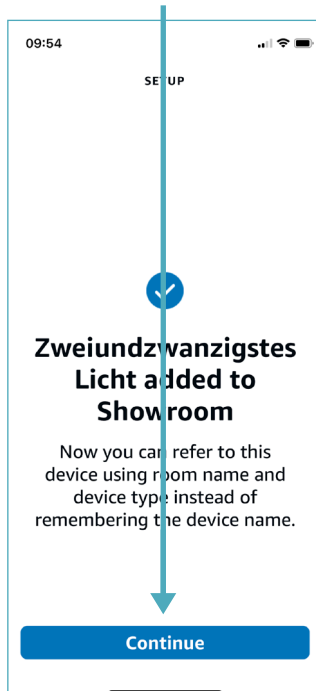 09:54
SETUP
Zweiundzwanzigstes
Licht added to
Showroom
Now you can refer to this
device using room name and
device type instead of
remembering the device name.
Continue